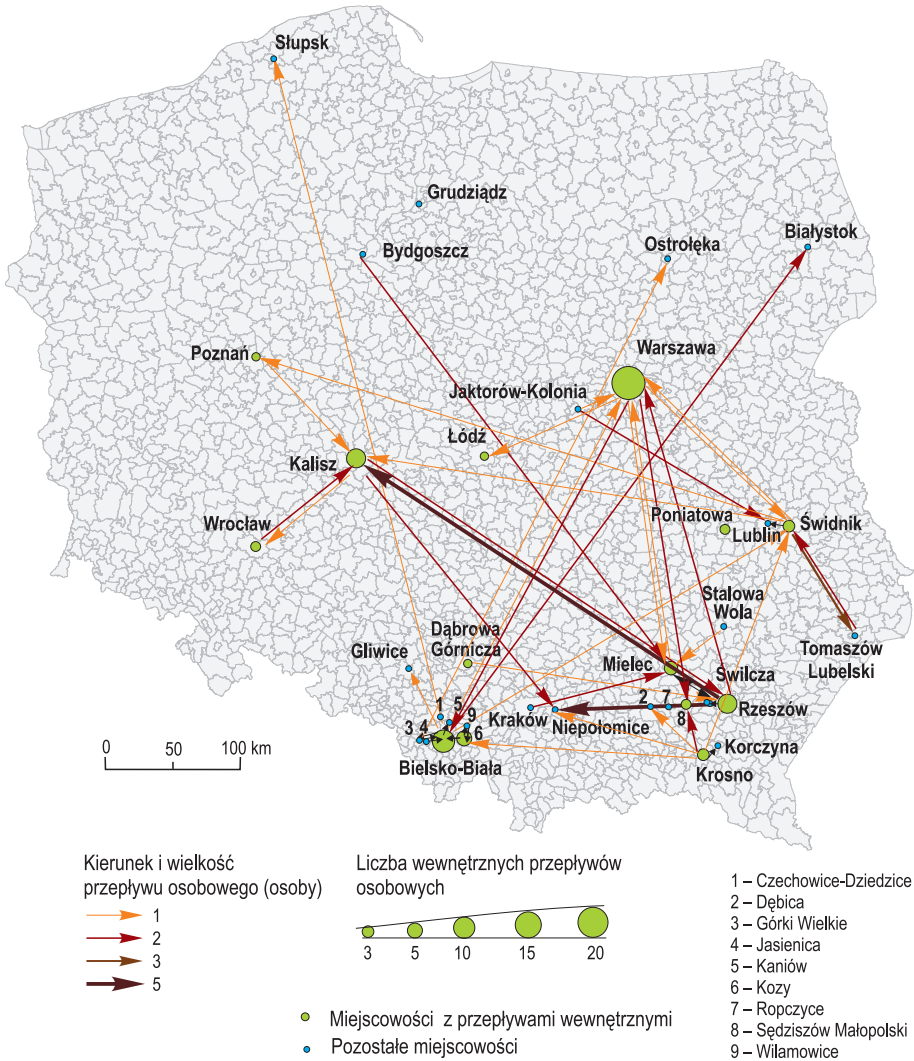 Słupsk
Grudziądz
Bydgoszcz
Ostrołęka
Białystok
Poznań
Warszawa
Jaktorów-Kolonia
Łódź
Kalisz
Wrocław
Poniatowa
Lublin
Świdnik
Stalowa
Wola
Tomaszów
Lubelski
Dąbrowa
Górnicza
Gliwice
Mielec
Świlcza
Rzeszów
1
5
9
3
4
6
2
7
8
Kraków
Niepołomice
Korczyna
Krosno
Bielsko-Biała
0 50 100 km
Kierunek i wielkość
przepływu osobowego (osoby)
1
2
3
5
Liczba wewnętrznych przepływów
osobowych
3 5 10 15 20
Miejscowości z przepływami wewnętrznymi
Pozostałe miejscowości
1 – Czechowice-Dziedzice
2 – Dębica
3 – Górki Wielkie
4 – Jasienica
5 – Kaniów
6 – Kozy
7 – Ropczyce
8 – Sędziszów Małopolski
9 – Wilamowice